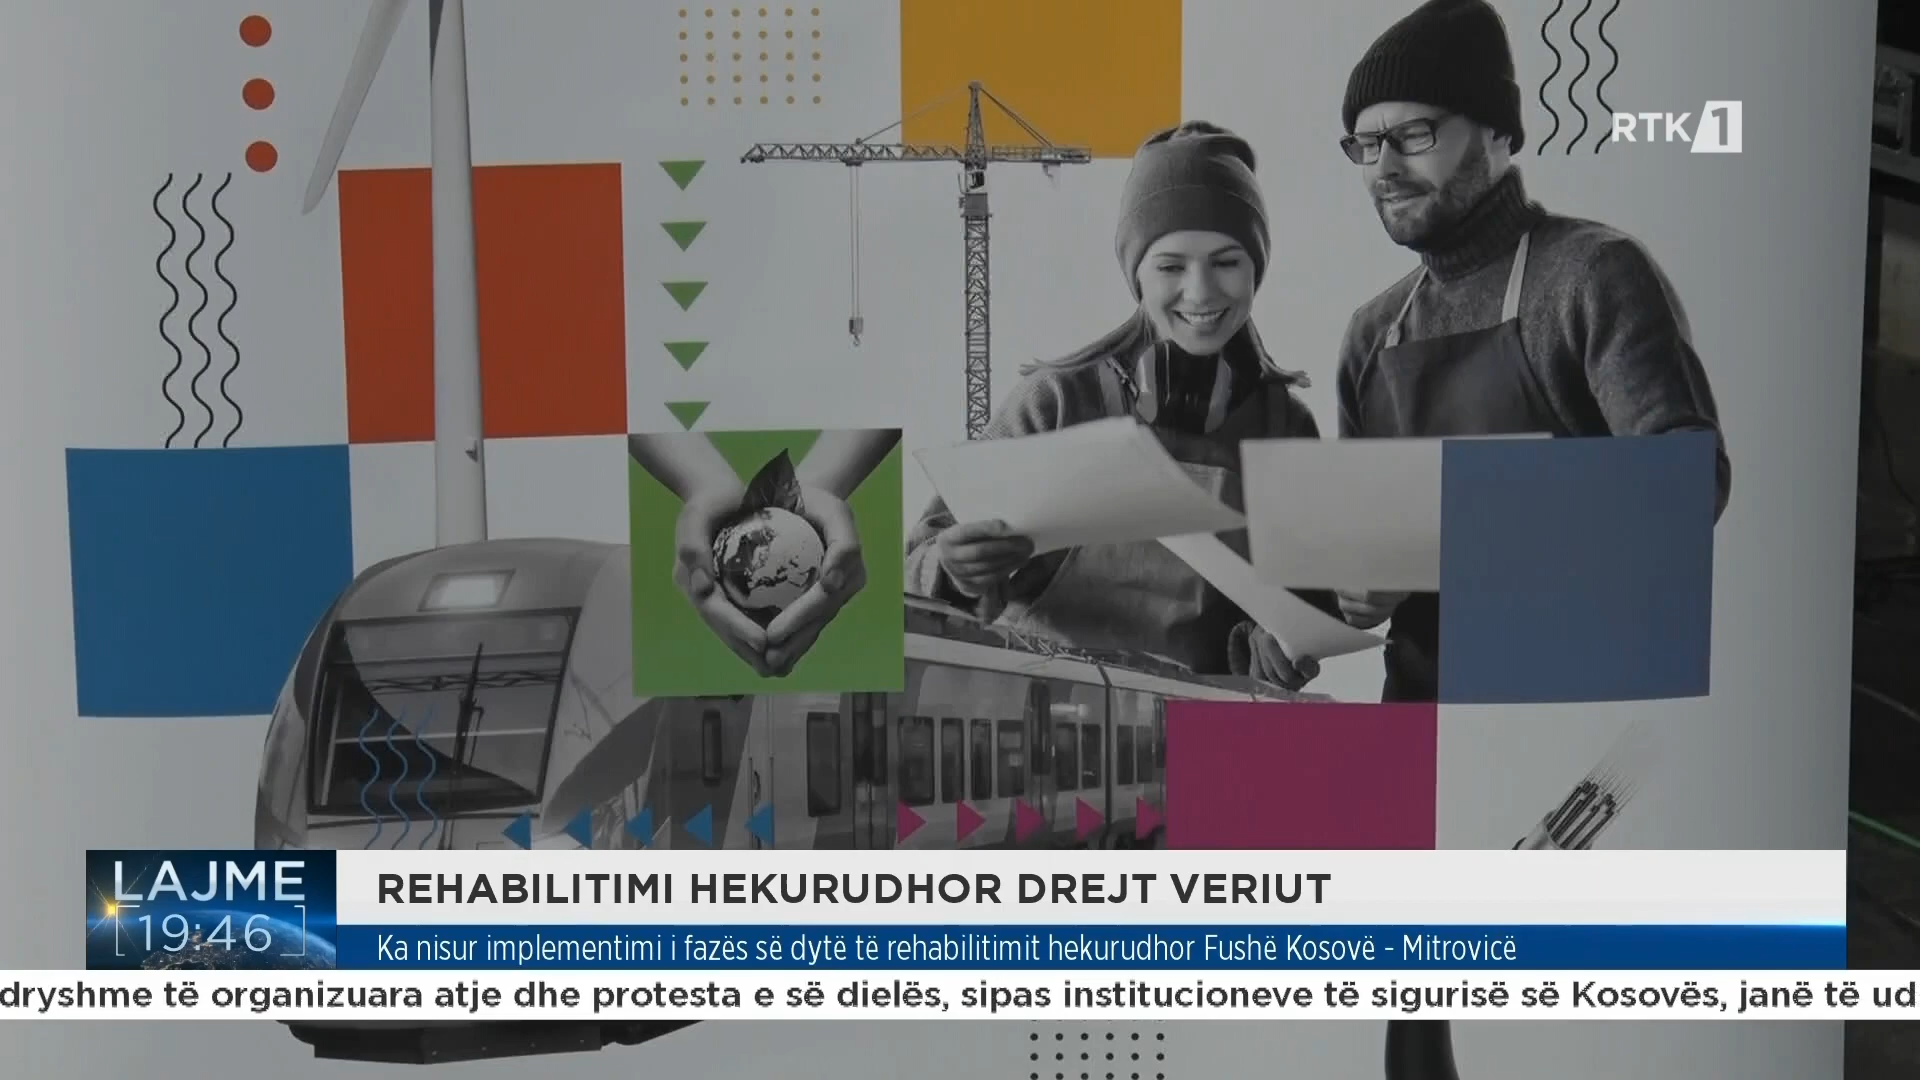 RTK 1
LAJME
19:46
REHABILITIMI HEKURUDHOR DREJT VERIUT
Ka nisur implementimi i fazës së dytë të rehabilitimit hekurudhor Fushë Kosovë - Mitrovicë
dryshme të organizuara atje dhe protesta e së dielës, sipas institucioneve të sigurisë së Kosovës, janë të ud